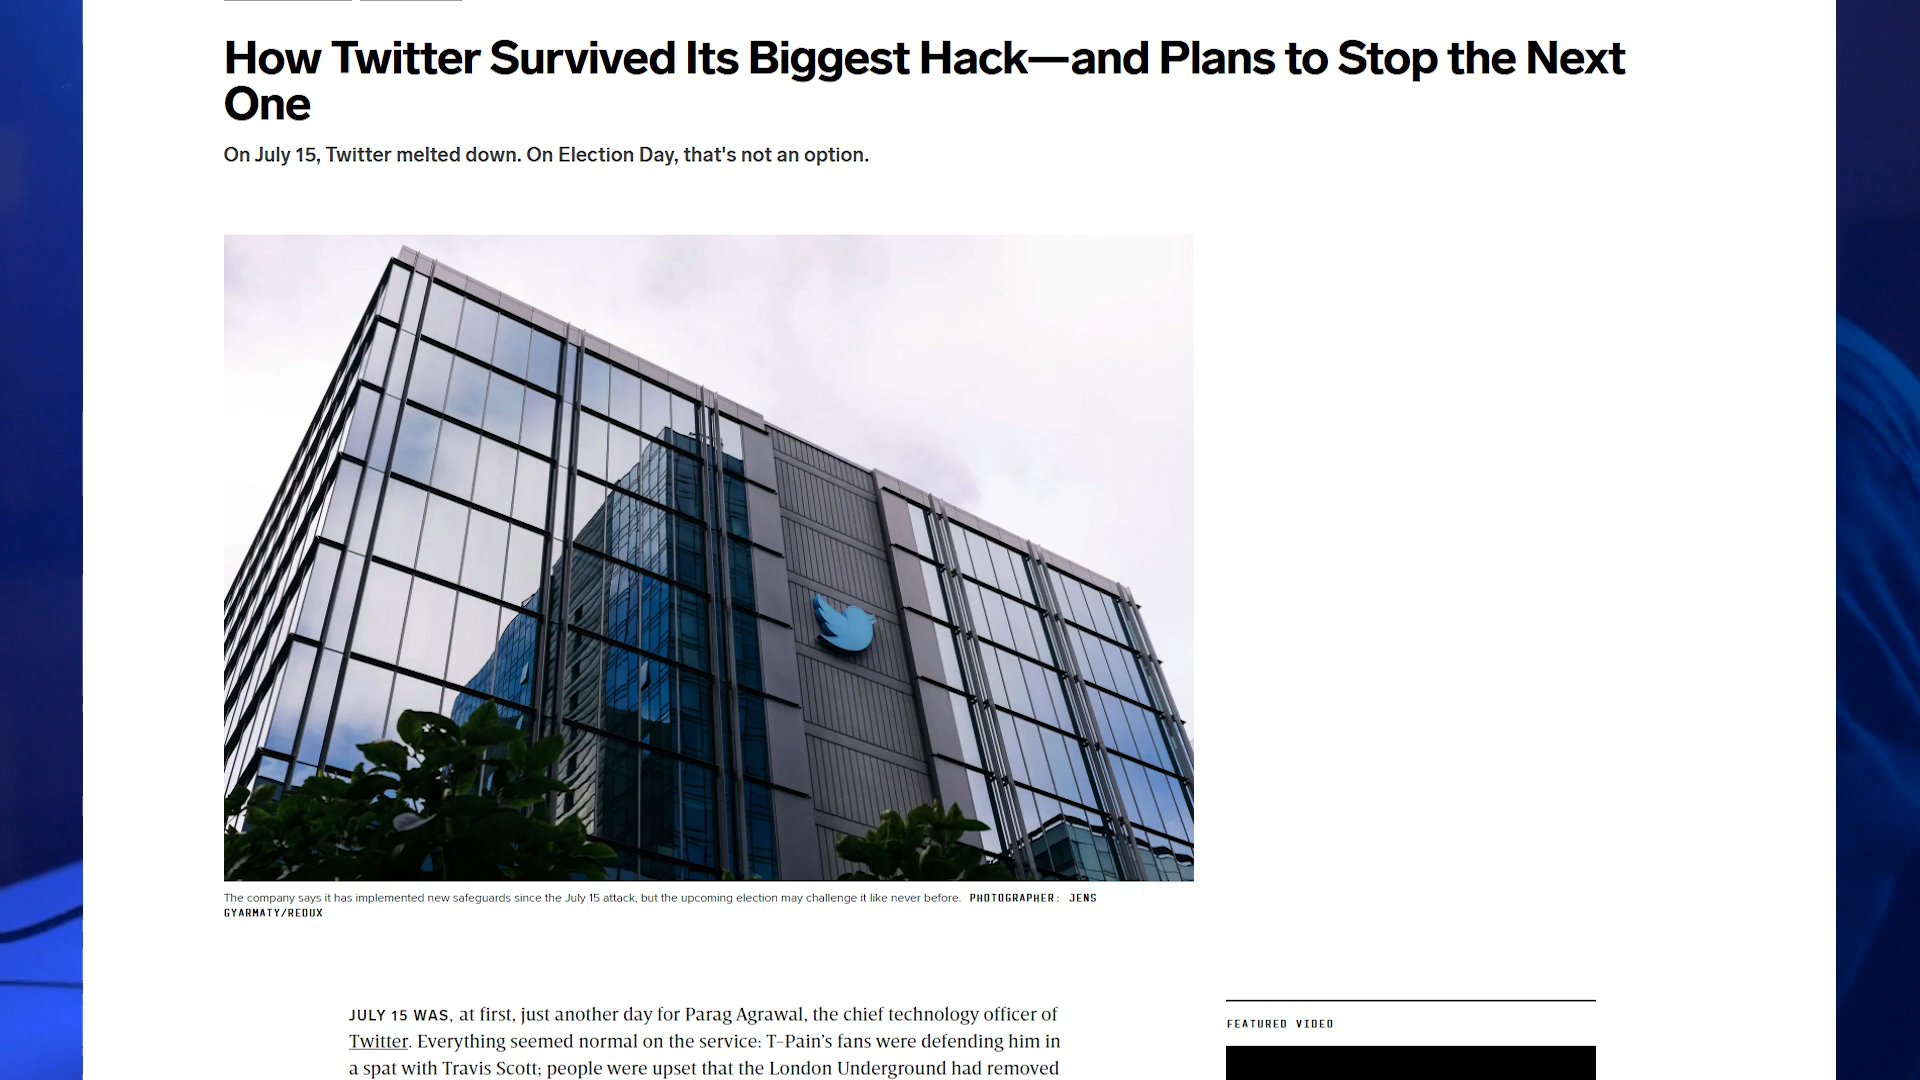 How Twitter Survived Its Biggest Hack—and Plans to Stop the Next
One
On July 15, Twitter melted down. On Election Day, that's not an option.
The company says it has implemented new safeguards since the July 15 attack, but the upcoming election may challenge it like never before. PHOTOGRAPHER: JENS
GYARMATY/REDUX
JULY 15 WAS, at first, just another day for Parag Agrawal, the chief technology officer of
Twitter. Everything seemed normal on the service: T-Pain's fans were defending him in
a spat with Travis Scott; people were upset that the London Underground had removed
FEATURED VIDEO